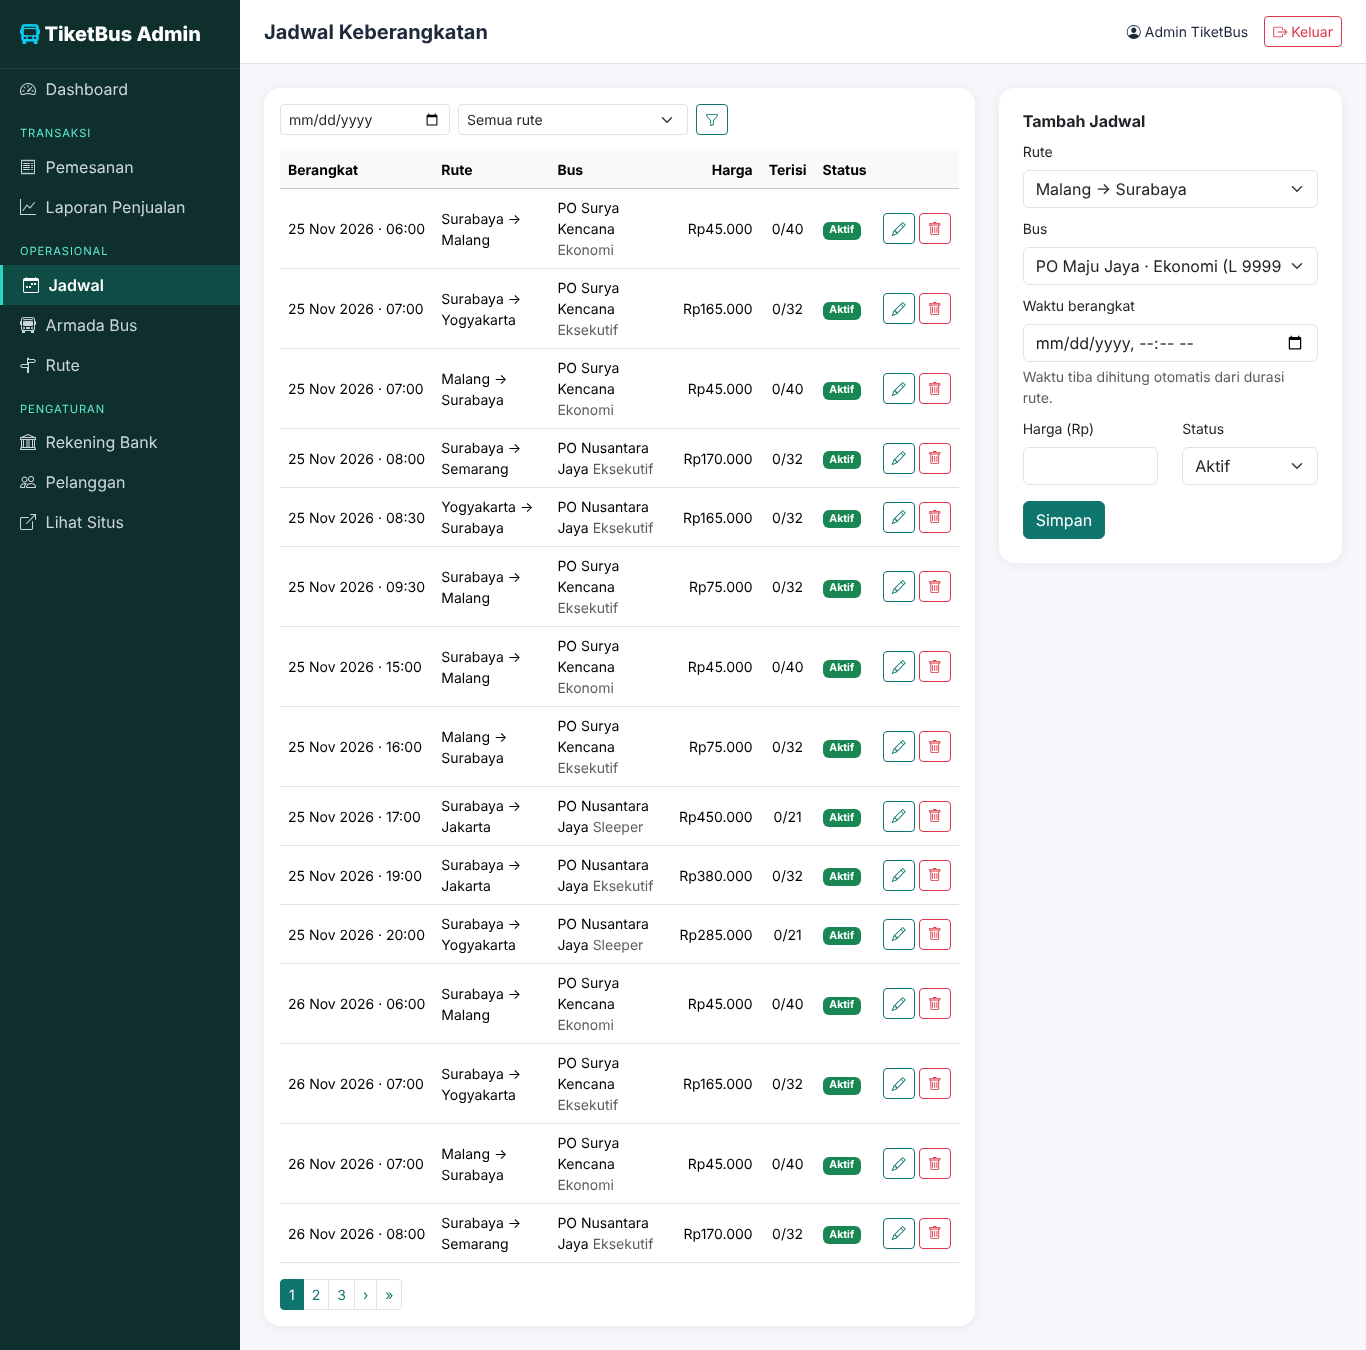 TiketBus Admin
Dashboard
TRANSAKSI
Pemesanan
Laporan Penjualan
OPERASIONAL
Jadwal
Armada Bus
Rute
PENGATURAN
Rekening Bank
Pelanggan
Lihat Situs
Jadwal Keberangkatan
Admin TiketBus
Keluar
mm/dd/yyyy
Semua rute
Berangkat Rute Bus Harga Terisi Status
25 Nov 2026 · 06:00 Surabaya → Malang PO Surya Kencana Ekonomi Rp45.000 0/40 Aktif
25 Nov 2026 · 07:00 Surabaya → Yogyakarta PO Surya Kencana Eksekutif Rp165.000 0/32 Aktif
25 Nov 2026 · 07:00 Malang → Surabaya PO Surya Kencana Ekonomi Rp45.000 0/40 Aktif
25 Nov 2026 · 08:00 Surabaya → Semarang PO Nusantara Jaya Eksekutif Rp170.000 0/32 Aktif
25 Nov 2026 · 08:30 Yogyakarta → Surabaya PO Nusantara Jaya Eksekutif Rp165.000 0/32 Aktif
25 Nov 2026 · 09:30 Surabaya → Malang PO Surya Kencana Eksekutif Rp75.000 0/32 Aktif
25 Nov 2026 · 15:00 Surabaya → Malang PO Surya Kencana Ekonomi Rp45.000 0/40 Aktif
25 Nov 2026 · 16:00 Malang → Surabaya PO Surya Kencana Eksekutif Rp75.000 0/32 Aktif
25 Nov 2026 · 17:00 Surabaya → Jakarta PO Nusantara Jaya Sleeper Rp450.000 0/21 Aktif
25 Nov 2026 · 19:00 Surabaya → Jakarta PO Nusantara Jaya Eksekutif Rp380.000 0/32 Aktif
25 Nov 2026 · 20:00 Surabaya → Yogyakarta PO Nusantara Jaya Sleeper Rp285.000 0/21 Aktif
26 Nov 2026 · 06:00 Surabaya → Malang PO Surya Kencana Ekonomi Rp45.000 0/40 Aktif
26 Nov 2026 · 07:00 Surabaya → Yogyakarta PO Surya Kencana Eksekutif Rp165.000 0/32 Aktif
26 Nov 2026 · 07:00 Malang → Surabaya PO Surya Kencana Ekonomi Rp45.000 0/40 Aktif
26 Nov 2026 · 08:00 Surabaya → Semarang PO Nusantara Jaya Eksekutif Rp170.000 0/32 Aktif
1 2 3 › »
Tambah Jadwal
Rute
Malang → Surabaya
Bus
PO Maju Jaya · Ekonomi (L 9999
Waktu berangkat
mm/dd/yyyy, --:-- --
Waktu tiba dihitung otomatis dari durasi
rute.
Harga (Rp) Status
Aktif
Simpan